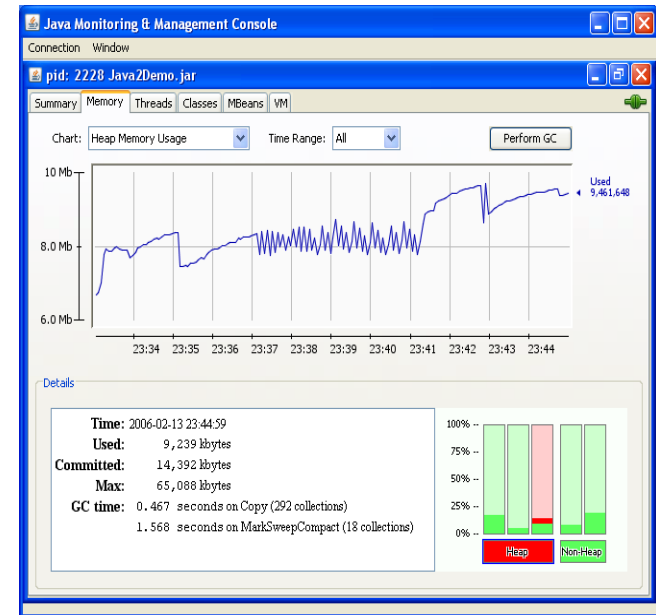 Java Monitoring & Management Console
Connection Window
pid: 2228 Java2Demo.jar
Summary Memory Threads Classes MBeans VM
Chart: Heap Memory Usage Time Range: All Perform GC
10 Mb
Used
9,461,648
8.0 Mb
6.0 Mb
23:34 23:35 23:36 23:37 23:38 23:39 23:40 23:41 23:42 23:43 23:44
Details
Time: 2006-02-13 23:44:59
Used: 9,239 kbytes
Committed: 14,392 kbytes
Max: 65,088 kbytes
GC time: 0.467 seconds on Copy (292 collections)
1.568 seconds on MarkSweepCompact (18 collections)
100% --
75% --
50% --
25% --
0% --
Heap Non-Heap